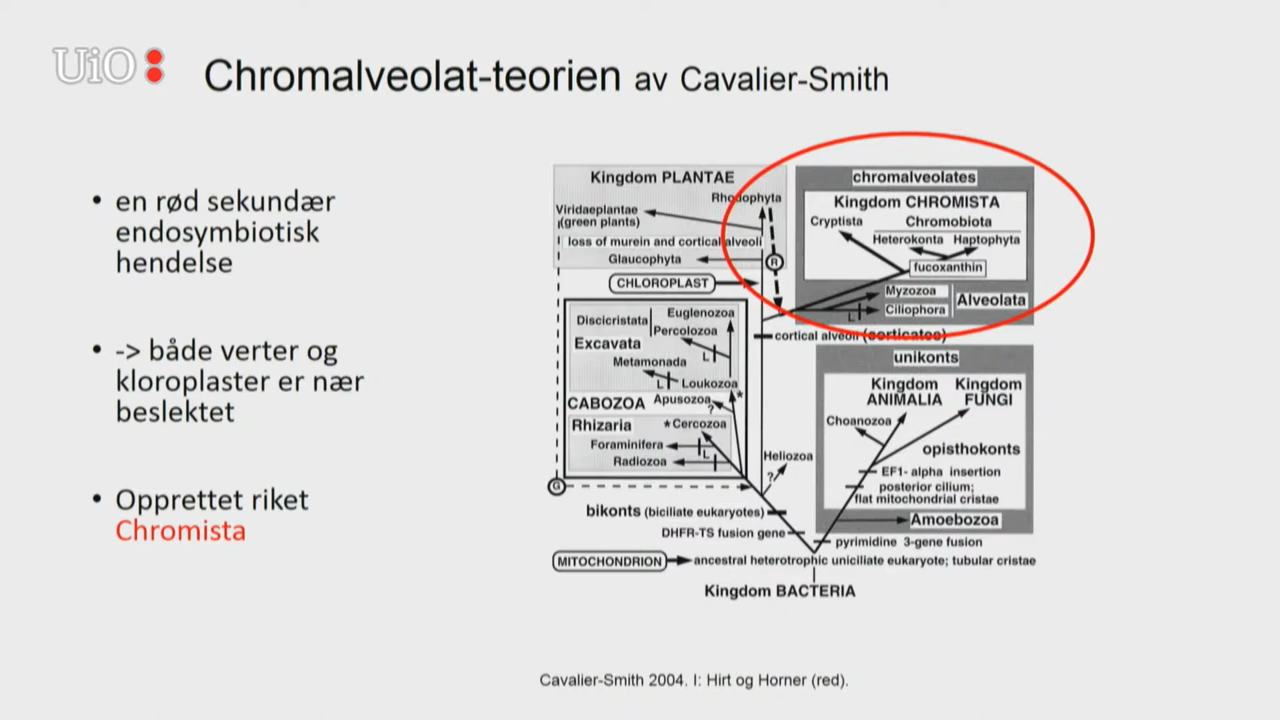 UiO:
Chromalveolat-teorien av Cavalier-Smith
• en rød sekundær
endosymbiotisk
hendelse
• -> både verter og
kloroplaster er nær
beslektet
• Opprettet riket
Chromista
Kingdom PLANTAE
Rhodophyta
Viridaeplantae
(green plants)
loss of murein and cortical alveoli
Glaucophyta
R
CHLOROPLAST
chromalveolates
Kingdom CHROMISTA
Cryptista
Chromobiota
Heterokonta
Haptophyta
fucoxanthin
Myzozoa
Alveolata
L
Ciliophora
cortical alveoli (corticates)
Euglenozoa
Discicristata
Percolozoa
Excavata
L
Metamonada
L
Loukozoa
*
CABOZOA
Apusozoa
?
Rhizaria
*Cercozoa
Foraminifera
L
Radiozoa
Heliozoa
?
G
unikonts
Kingdom
ANIMALIA
Kingdom
FUNGI
Choanozoa
opisthokonts
EF1- alpha insertion
posterior cilium;
flat mitochondrial cristae
Amoebozoa
bikonts (biciliate eukaryotes)
DHFR-TS fusion gene
pyrimidine 3-gene fusion
MITOCHONDRION
ancestral heterotrophic uniciliate eukaryote; tubular cristae
Kingdom BACTERIA
Cavalier-Smith 2004. I: Hirt og Horner (red).